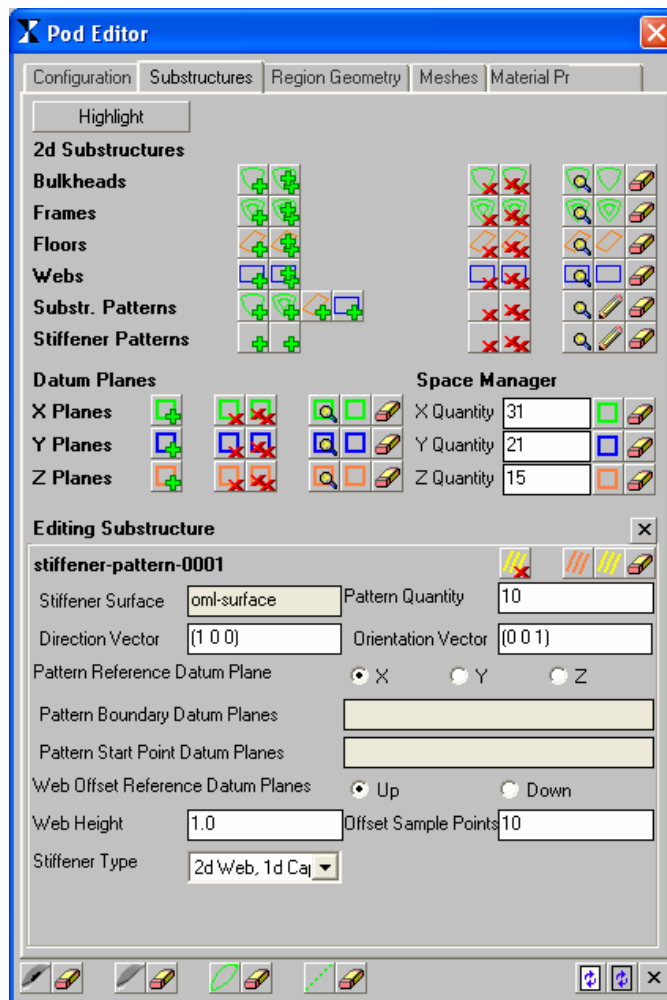 Pod Editor
Configuration Substructures Region Geometry Meshes Material Pr
Highlight
2d Substructures
Bulkheads
Frames
Floors
Webs
Substr. Patterns
Stiffener Patterns
Datum Planes Space Manager
X Planes X Quantity 31
Y Planes Y Quantity 21
Z Planes Z Quantity 15
Editing Substructure
stiffener-pattern-0001
Stiffener Surface oml-surface Pattern Quantity 10
Direction Vector (1 0 0) Orientation Vector (0 0 1)
Pattern Reference Datum Plane X Y Z
Pattern Boundary Datum Planes
Pattern Start Point Datum Planes
Web Offset Reference Datum Planes Up Down
Web Height 1.0 Offset Sample Points 10
Stiffener Type 2d Web, 1d Cap